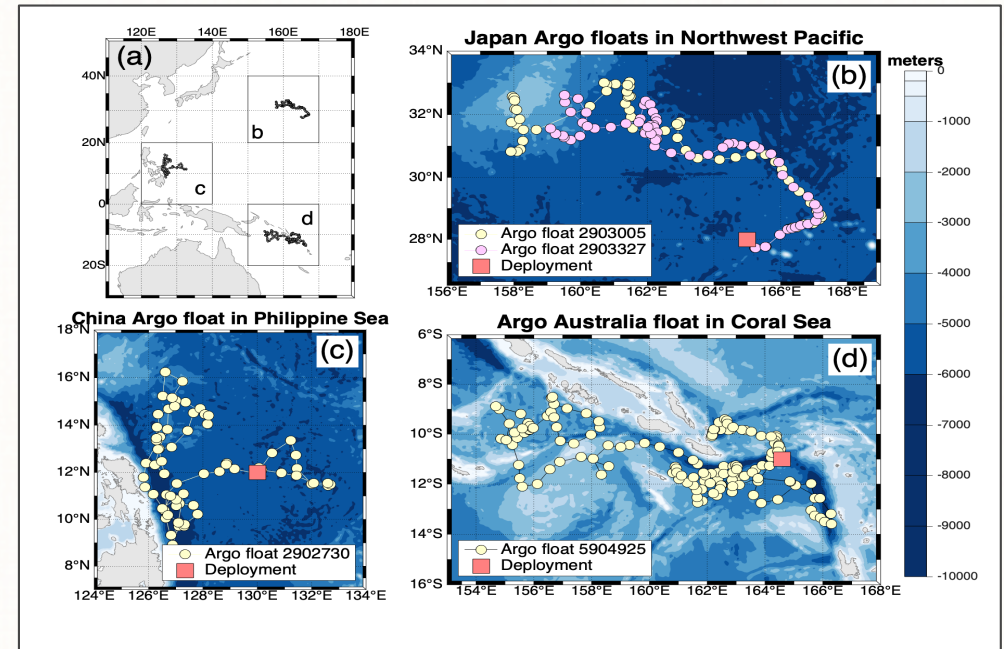 120E 140E 160E 180E
(a)
40N
20N
0
20S
b
c
d
Japan Argo floats in Northwest Pacific
(b)
34°N
32°N
30°N
28°N
Argo float 2903005
Argo float 2903327
Deployment
156°E 158°E 160°E 162°E 164°E 166°E 168°E
meters
0
-1000
-2000
-3000
-4000
-5000
-6000
-7000
-8000
-9000
-10000
China Argo float in Philippine Sea
(c)
18°N
16°N
14°N
12°N
10°N
8°N
Argo float 2902730
Deployment
124°E 126°E 128°E 130°E 132°E 134°E
Argo Australia float in Coral Sea
(d)
6°S
8°S
10°S
12°S
14°S
16°S
Argo float 5904925
Deployment
154°E 156°E 158°E 160°E 162°E 164°E 166°E 168°E